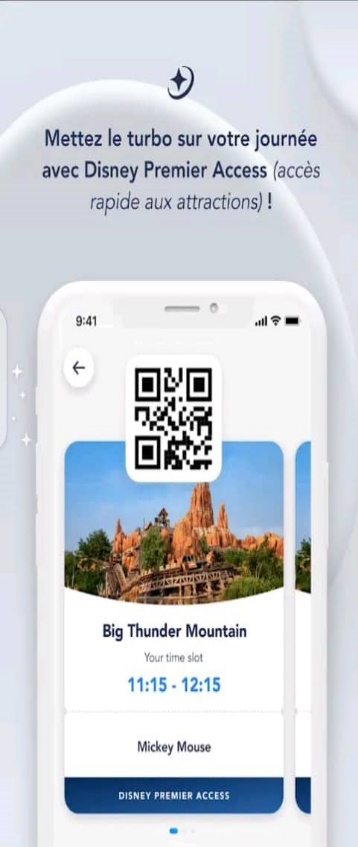 Mettez le turbo sur votre journée
avec Disney Premier Access (accès
rapide aux attractions) !
9:41
Big Thunder Mountain
Your time slot
11:15 - 12:15
Mickey Mouse
DISNEY PREMIER ACCESS